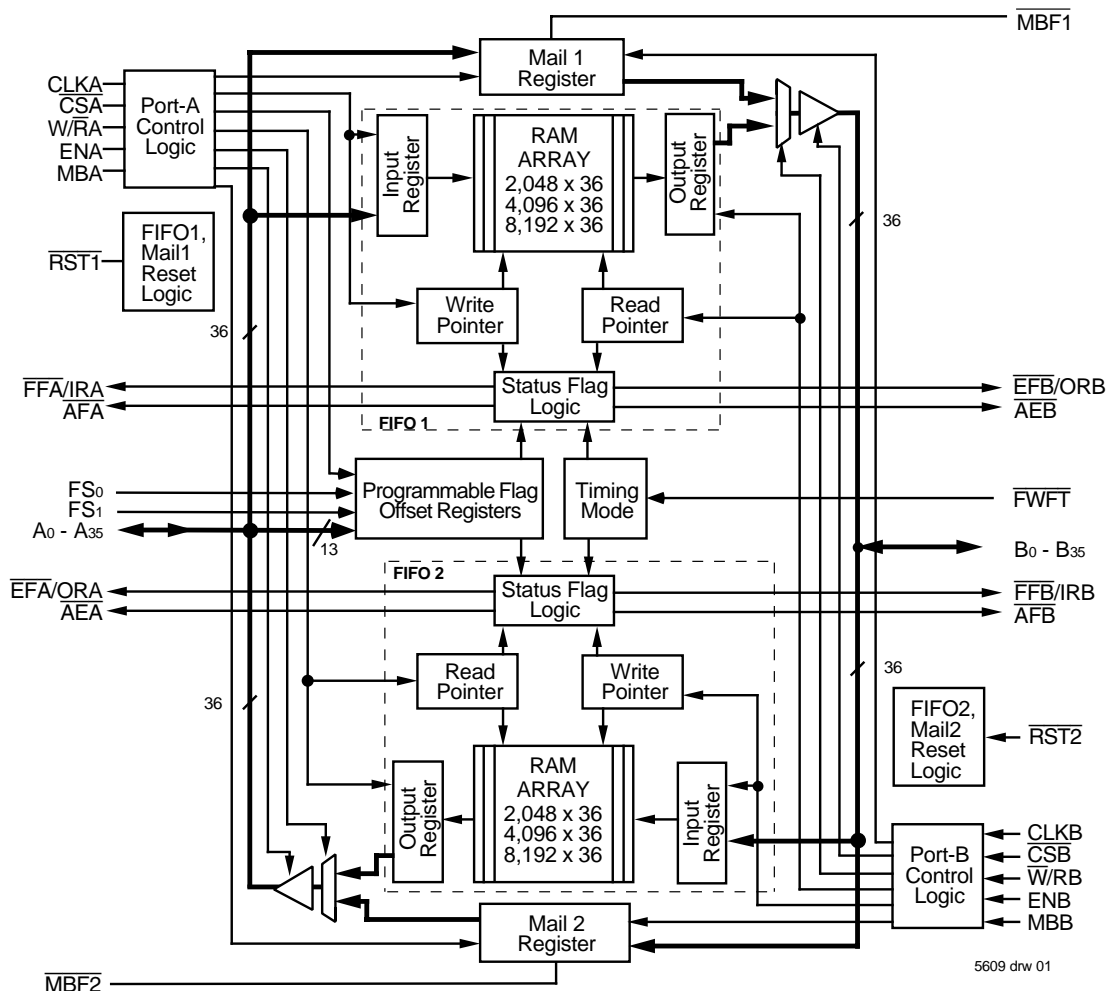 MBF1
Mail 1
Register
CLKA
CSA
W/RA
ENA
MBA
Port-A
Control
Logic
RAM
ARRAY
2,048 x 36
4,096 x 36
8,192 x 36
Input
Register
Output
Register
36
RST1
FIFO1,
Mail1
Reset
Logic
Write
Pointer
Read
Pointer
36
FFA/IRA
AFA
Status Flag
Logic
EFB/ORB
AEB
FIFO 1
FS0
FS1
A0 - A35
Programmable Flag
Offset Registers
Timing
Mode
FWFT
13
B0 - B35
FIFO 2
EFA/ORA
AEA
Status Flag
Logic
FFB/IRB
AFB
Read
Pointer
Write
Pointer
36
36
FIFO2,
Mail2
Reset
Logic
RST2
Output
Register
RAM
ARRAY
2,048 x 36
4,096 x 36
8,192 x 36
Input
Register
Port-B
Control
Logic
CLKB
CSB
W/RB
ENB
MBB
Mail 2
Register
MBF2
5609 drw 01